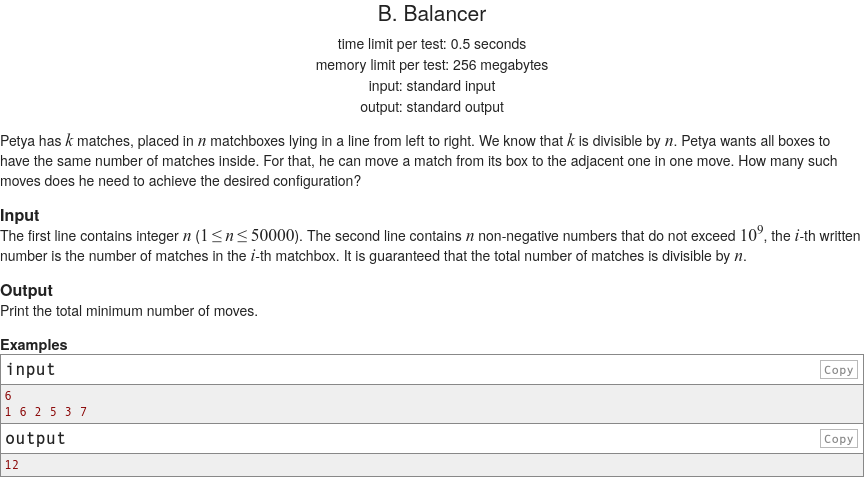 B. Balancer
time limit per test: 0.5 seconds
memory limit per test: 256 megabytes
input: standard input
output: standard output
Petya has k matches, placed in n matchboxes lying in a line from left to right. We know that k is divisible by n. Petya wants all boxes to
have the same number of matches inside. For that, he can move a match from its box to the adjacent one in one move. How many such
moves does he need to achieve the desired configuration?
Input
The first line contains integer n (1 ≤ n ≤ 50000). The second line contains n non-negative numbers that do not exceed 10⁹, the i-th written
number is the number of matches in the i-th matchbox. It is guaranteed that the total number of matches is divisible by n.
Output
Print the total minimum number of moves.
Examples
input Copy
6
1 6 2 5 3 7
output Copy
12